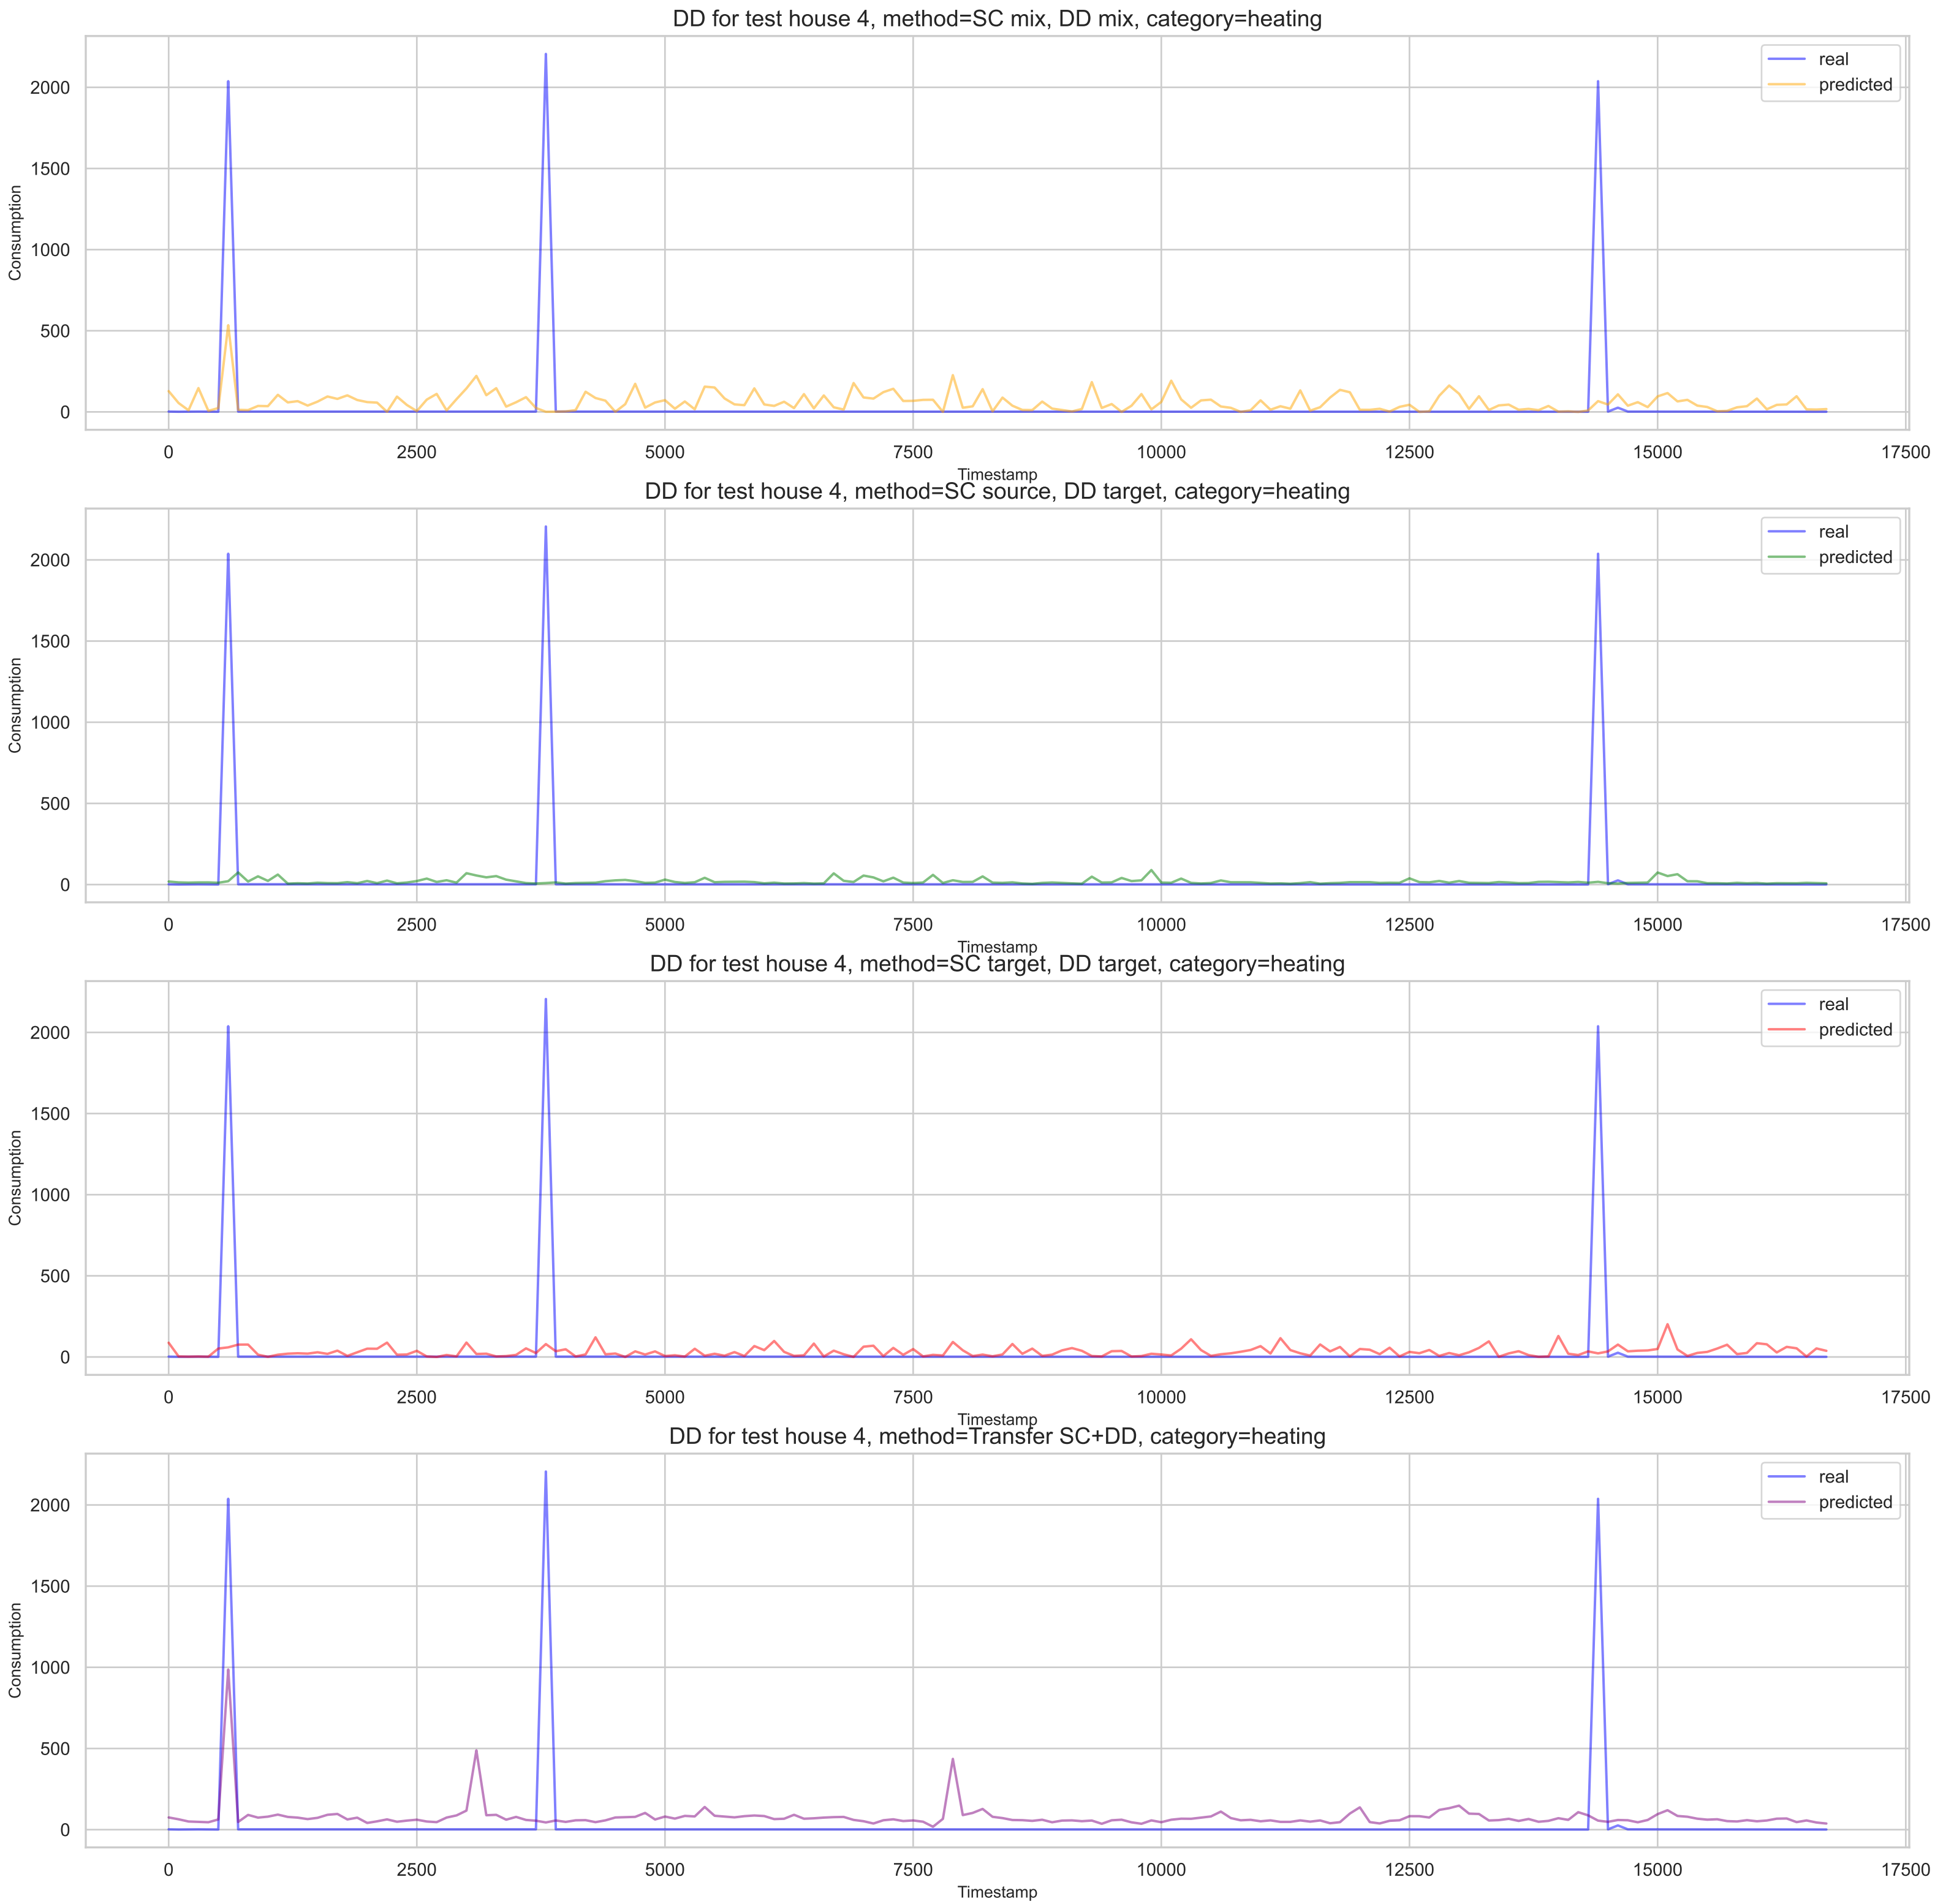 DD for test house 4, method=SC mix, DD mix, category=heating
real
predicted
2000
1500
1000
500
0
Consumption
0 2500 5000 7500 10000 12500 15000 17500
Timestamp
DD for test house 4, method=SC source, DD target, category=heating
real
predicted
2000
1500
1000
500
0
Consumption
0 2500 5000 7500 10000 12500 15000 17500
Timestamp
DD for test house 4, method=SC target, DD target, category=heating
real
predicted
2000
1500
1000
500
0
Consumption
0 2500 5000 7500 10000 12500 15000 17500
Timestamp
DD for test house 4, method=Transfer SC+DD, category=heating
real
predicted
2000
1500
1000
500
0
Consumption
0 2500 5000 7500 10000 12500 15000 17500
Timestamp